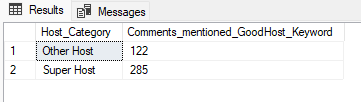 Results Messages
Host_Category Comments_mentioned_GoodHost_Keyword
1 Other Host 122
2 Super Host 285